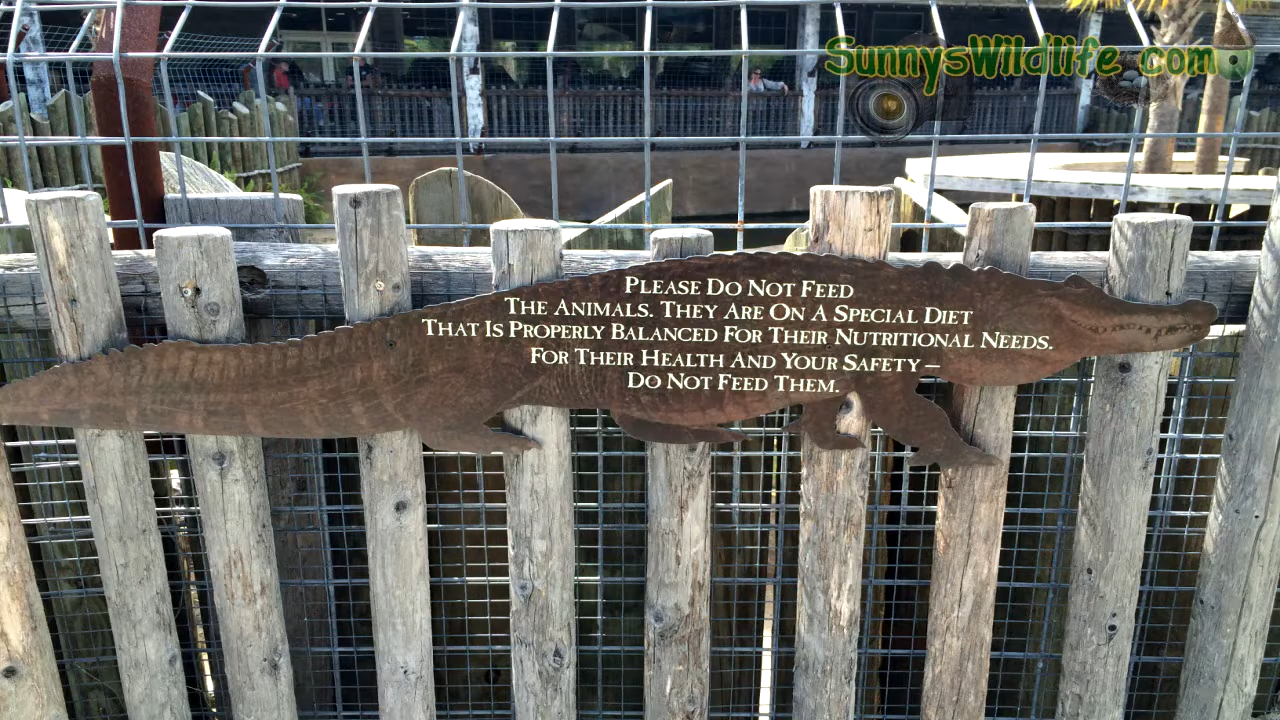 SunnysWildlife.com
Please Do Not Feed
The Animals. They Are On A Special Diet
That Is Properly Balanced For Their Nutritional Needs.
For Their Health And Your Safety –
Do Not Feed Them.